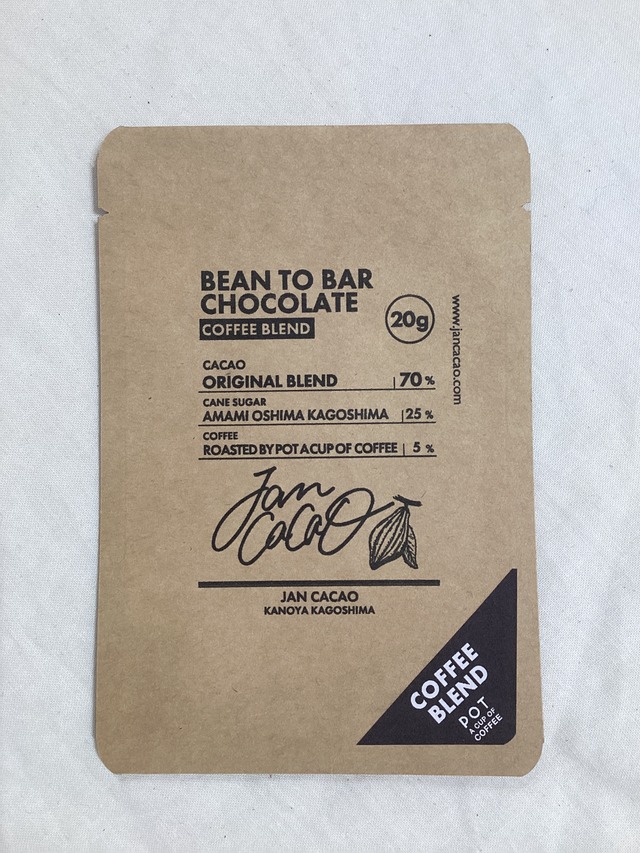 BEAN TO BAR
CHOCOLATE
COFFEE BLEND
20g
www.jancacao.com
CACAO
ORIGINAL BLEND 70%
CANE SUGAR
AMAMI OSHIMA KAGOSHIMA 25%
COFFEE
ROASTED BY POT A CUP OF COFFEE 5%
Jan
CaCaO
JAN CACAO
KANOYA KAGOSHIMA
COFFEE
BLEND
POT
A CUP OF
COFFEE